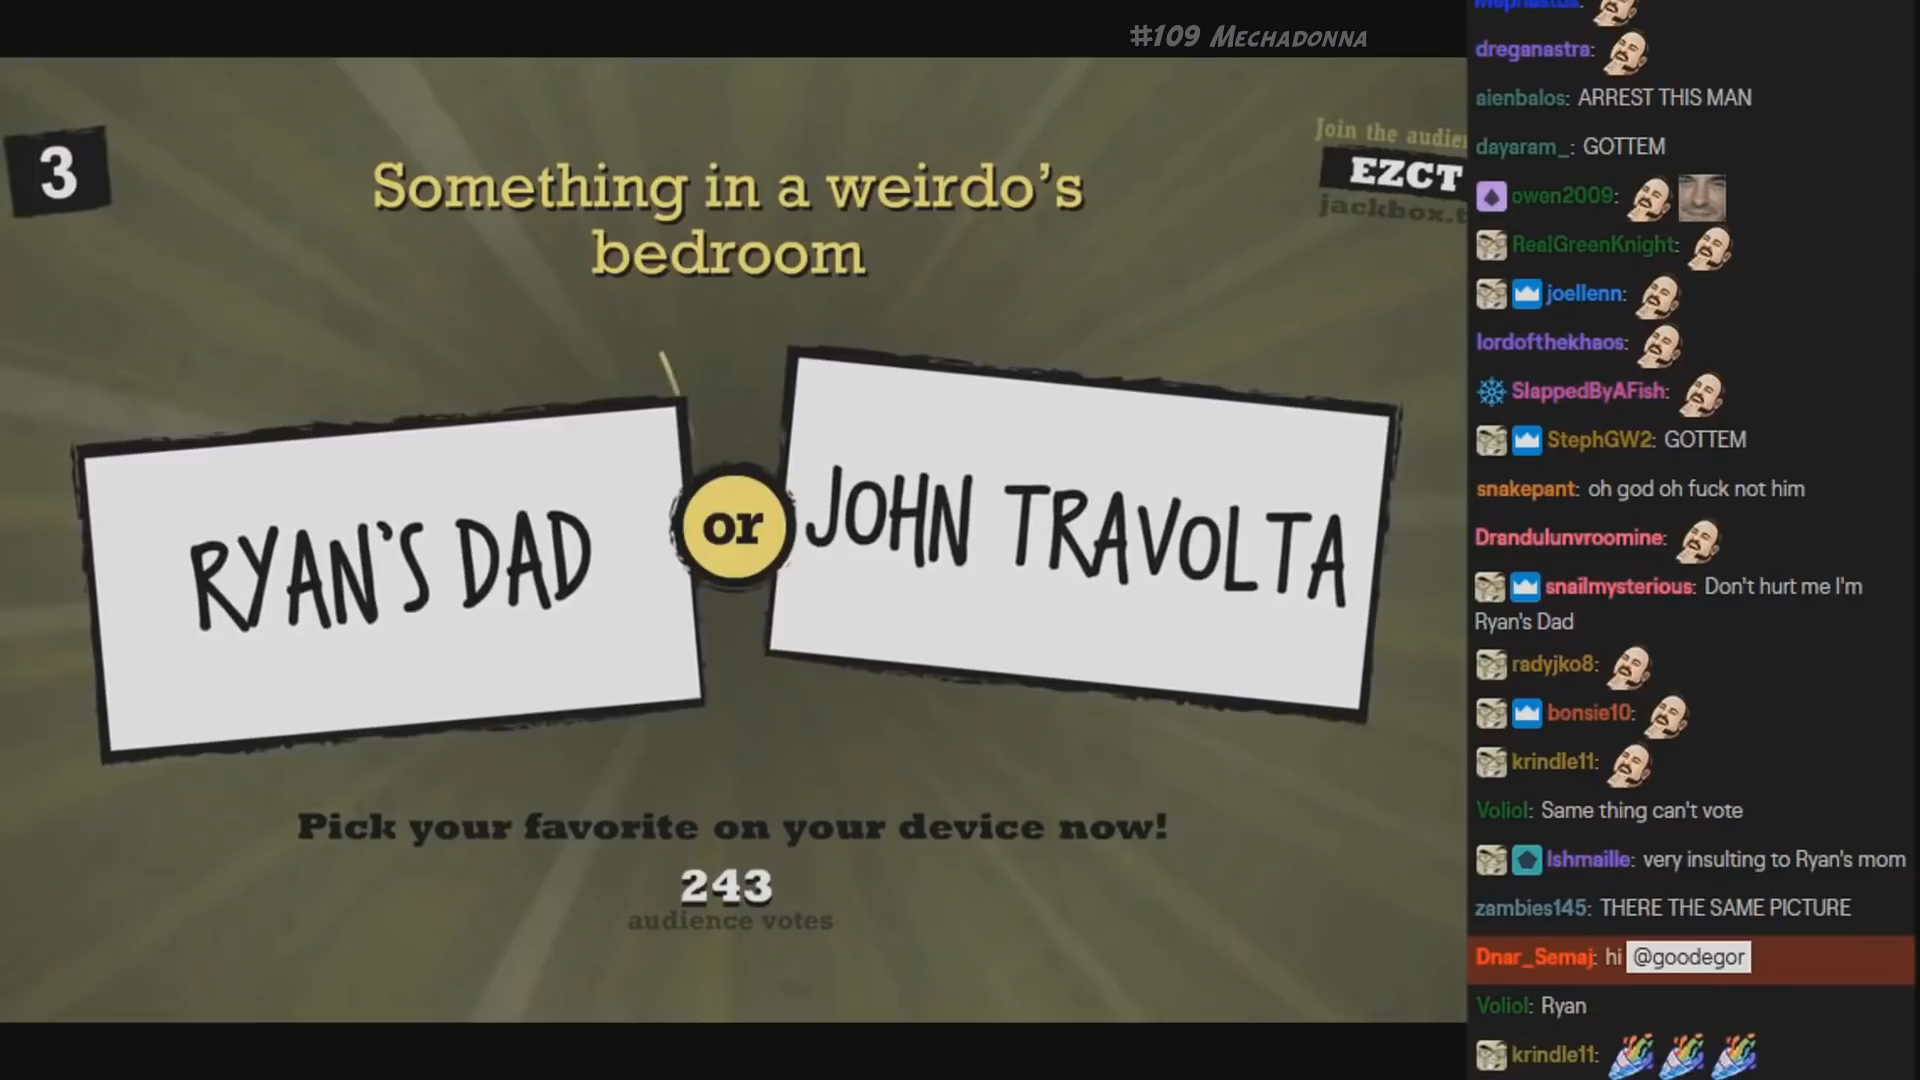 #109 MECHADONNA
3
Something in a weirdo's
bedroom
Join the audien
EZCT
jackbox.t
RYAN'S DAD
or
JOHN TRAVOLTA
Pick your favorite on your device now!
243
audience votes
dreganastra:
aienbalos: ARREST THIS MAN
dayaram_: GOTTEM
owen2009:
RealGreenKnight:
joellenn:
lordofthekhaos:
SlappedByAFish:
StephGW2: GOTTEM
snakepant: oh god oh fuck not him
Drandulunvroomine:
snailmysterious: Don't hurt me I'm
Ryan's Dad
radyjko8:
bonsie10:
krindle11:
Voliol: Same thing can't vote
Ishmaille: very insulting to Ryan's mom
zambies145: THERE THE SAME PICTURE
Dnar_Semaj: hi @goodegor
Voliol: Ryan
krindle11: